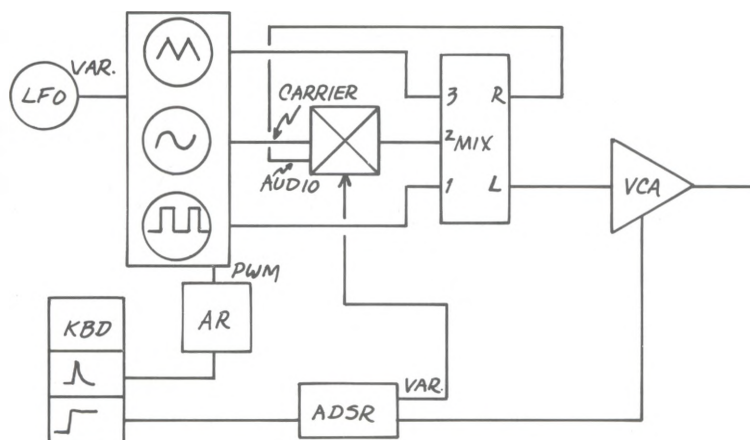 VAR.
LFO
CARRIER
3 R
2 MIX
AUDIO
1 L
VCA
PWM
KBD
AR
VAR.
ADSR